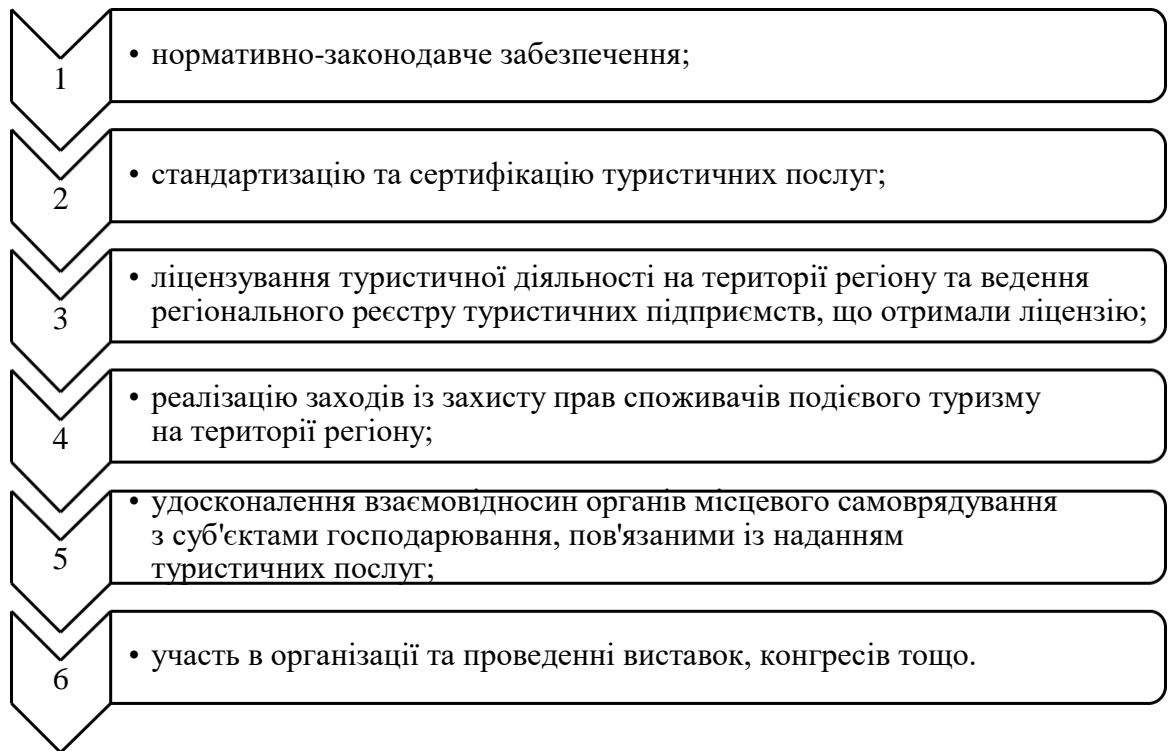 1
• нормативно-законодавче забезпечення;
2
• стандартизацію та сертифікацію туристичних послуг;
3
• ліцензування туристичної діяльності на території регіону та ведення
регіонального реєстру туристичних підприємств, що отримали ліцензію;
4
• реалізацію заходів із захисту прав споживачів подієвого туризму
на території регіону;
5
• удосконалення взаємовідносин органів місцевого самоврядування
з суб'єктами господарювання, пов'язаними із наданням
туристичних послуг;
6
• участь в організації та проведенні виставок, конгресів тощо.